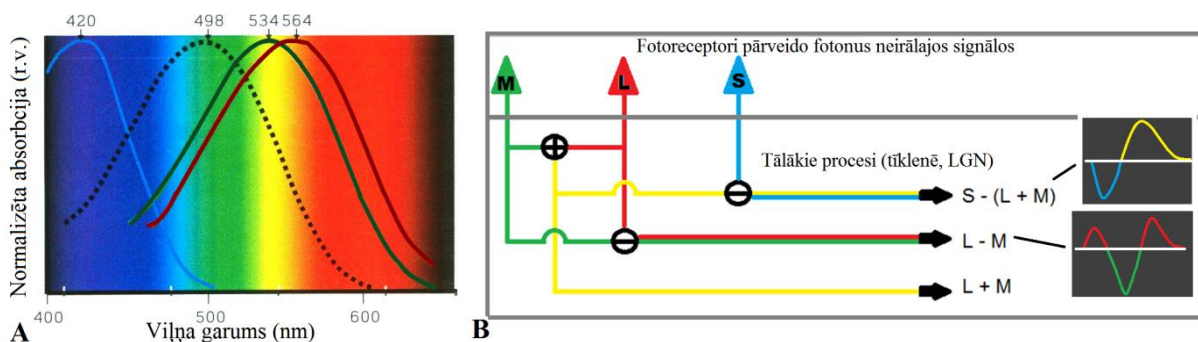 420 498 534 564
Normalizēta absorbcija (r.v.)
400 500 600
Viļņa garums (nm)
A
Fotoreceptori pārveido fotonus neirālajos signālos
M L S
Tālākie procesi (tīklenē, LGN)
S - (L + M)
L - M
L + M
B